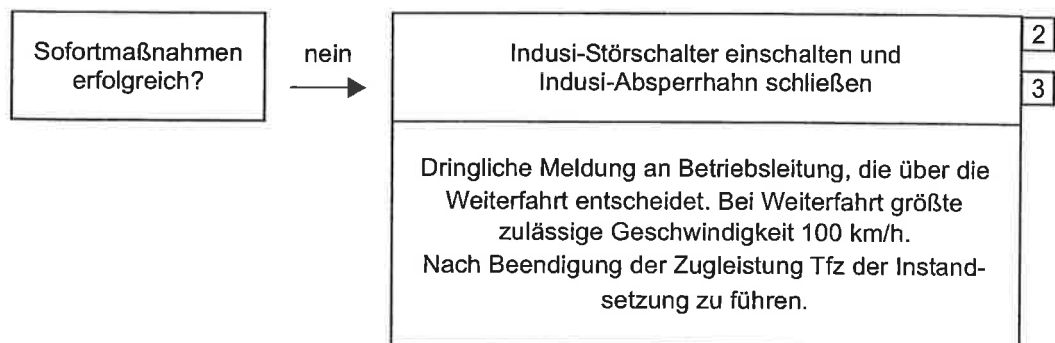 Sofortmaßnahmen
erfolgreich?
nein
Indusi-Störschalter einschalten und
Indusi-Absperrhahn schließen
2
3
Dringliche Meldung an Betriebsleitung, die über die
Weiterfahrt entscheidet. Bei Weiterfahrt größte
zulässige Geschwindigkeit 100 km/h.
Nach Beendigung der Zugleistung Tfz der Instand-
setzung zu führen.